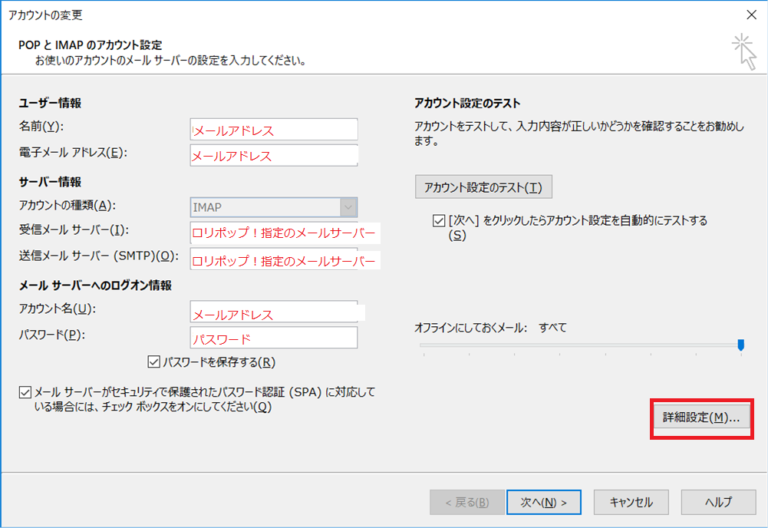 アカウントの変更
POP と IMAP のアカウント設定
お使いのアカウントのメール サーバーの設定を入力してください。
ユーザー情報
名前(Y):
メールアドレス
電子メール アドレス(E):
メールアドレス
サーバー情報
アカウントの種類(A):
IMAP
受信メール サーバー(I):
ロリポップ！指定のメールサーバー
送信メール サーバー (SMTP)(O):
ロリポップ！指定のメールサーバー
メール サーバーへのログオン情報
アカウント名(U):
メールアドレス
パスワード(P):
パスワード
パスワードを保存する(R)
メール サーバーがセキュリティで保護されたパスワード認証 (SPA) に対応して
いる場合には、チェック ボックスをオンにしてください(Q)
アカウント設定のテスト
アカウントをテストして、入力内容が正しいかどうかを確認することをお勧めし
ます。
アカウント設定のテスト(T)
[次へ] をクリックしたらアカウント設定を自動的にテストする
(S)
オフラインにしておくメール: すべて
詳細設定(M)...
< 戻る(B)
次へ(N) >
キャンセル
ヘルプ